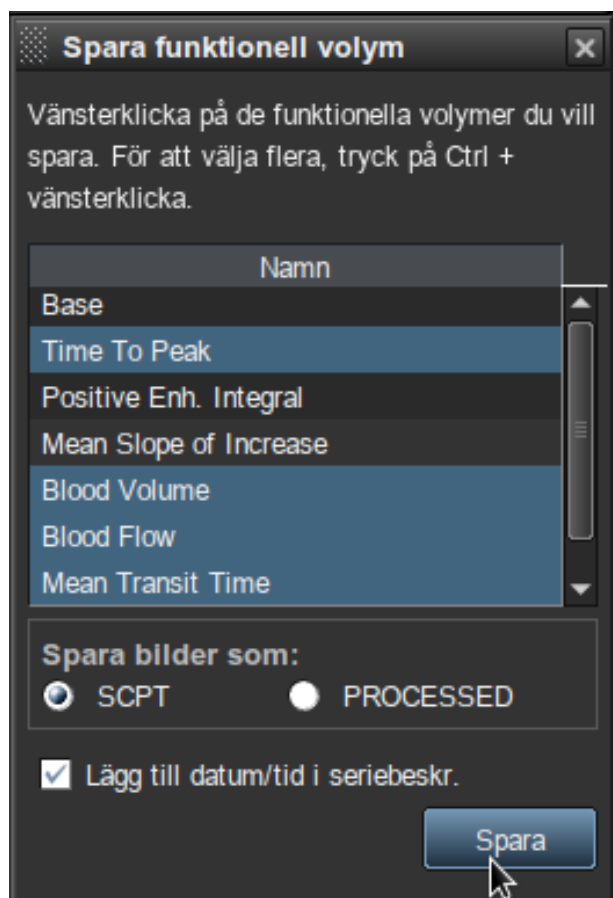 Spara funktionell volym
Vänsterklicka på de funktionella volymer du vill
spara. För att välja flera, tryck på Ctrl +
vänsterklicka.
Namn
Base
Time To Peak
Positive Enh. Integral
Mean Slope of Increase
Blood Volume
Blood Flow
Mean Transit Time
Spara bilder som:
SCPT PROCESSED
Lägg till datum/tid i seriebeskr.
Spara